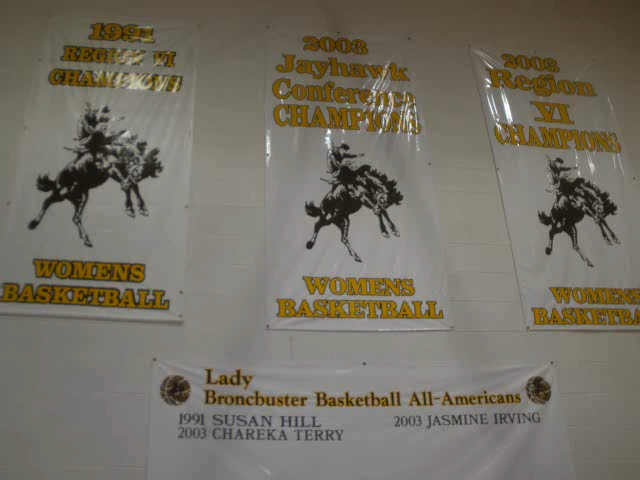 1991
REGION VI
CHAMPIONS
WOMENS
BASKETBALL
2003
Jayhawk
Conference
CHAMPIONS
WOMENS
BASKETBALL
2003
Region
VI
CHAMPIONS
WOMENS
BASKETBA
Lady
Broncbuster Basketball All-Americans
1991 SUSAN HILL 2003 JASMINE IRVING
2003 CHAREKA TERRY